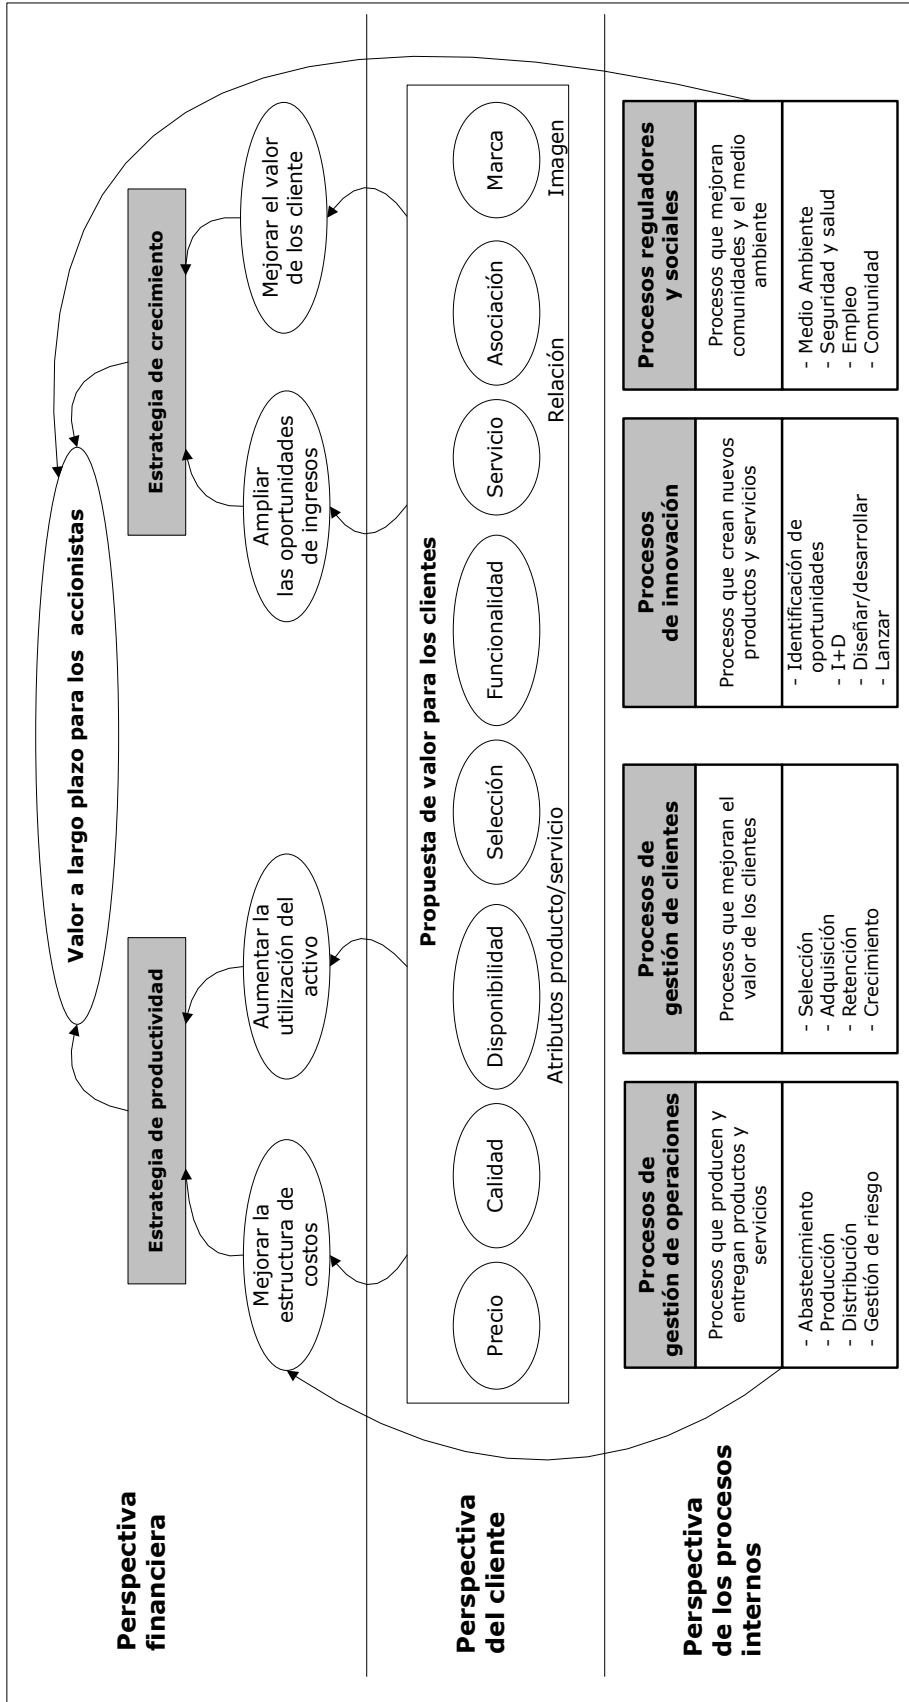 Perspectiva
financiera
Valor a largo plazo para los accionistas
Estrategia de productividad
Estrategia de crecimiento
Mejorar la
estructura de
costos
Aumentar la
utilización del
activo
Ampliar
las oportunidades
de ingresos
Mejorar el valor
de los cliente
Perspectiva
del cliente
Propuesta de valor para los clientes
Precio
Calidad
Disponibilidad
Selección
Funcionalidad
Servicio
Asociación
Marca
Atributos producto/servicio
Relación
Imagen
Perspectiva
de los procesos
internos
Procesos de
gestión de operaciones
Procesos que producen y
entregan productos y
servicios
- Abastecimiento
- Producción
- Distribución
- Gestión de riesgo
Procesos de
gestión de clientes
Procesos que mejoran el
valor de los clientes
- Selección
- Adquisición
- Retención
- Crecimiento
Procesos
de innovación
Procesos que crean nuevos
productos y servicios
- Identificación de
oportunidades
- I+D
- Diseñar/desarrollar
- Lanzar
Procesos reguladores
y sociales
Procesos que mejoran
comunidades y el medio
ambiente
- Medio Ambiente
- Seguridad y salud
- Empleo
- Comunidad